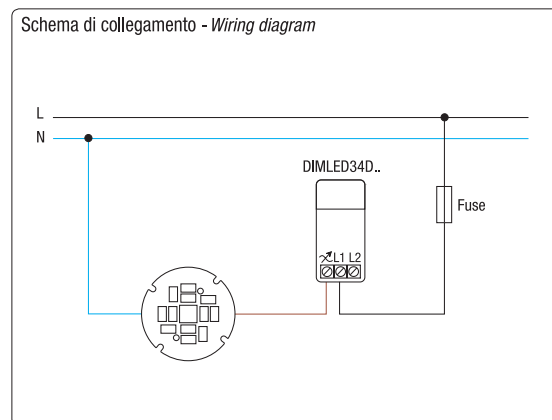 Schema di collegamento - Wiring diagram
L
N
DIMLED34D..
Fuse
L1 L2